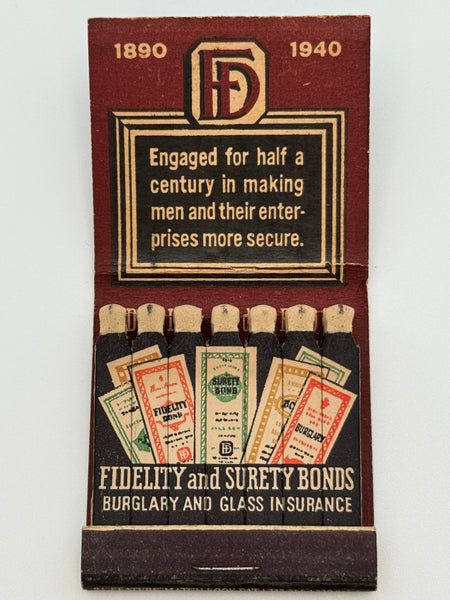 1890 1940
FD
Engaged for half a
century in making
men and their enter-
prises more secure.
FIDELITY
BOND
SURETY
BOND
BURGLARY
FD
FIDELITY and SURETY BONDS
BURGLARY AND GLASS INSURANCE